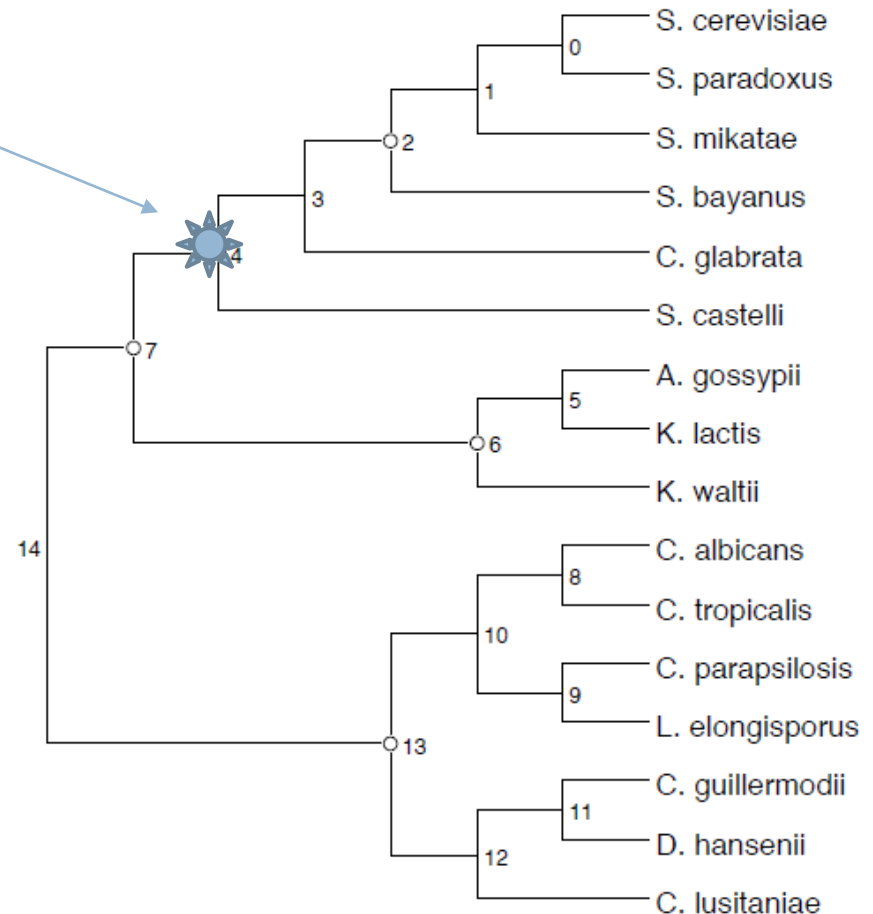 S. cerevisiae
0
S. paradoxus
1
S. mikatae
2
S. bayanus
3
C. glabrata
4
S. castelli
7
A. gossypii
5
K. lactis
6
K. waltii
14
C. albicans
8
C. tropicalis
10
C. parapsilosis
9
L. elongisporus
13
C. guillermodii
11
D. hansenii
12
C. lusitaniae